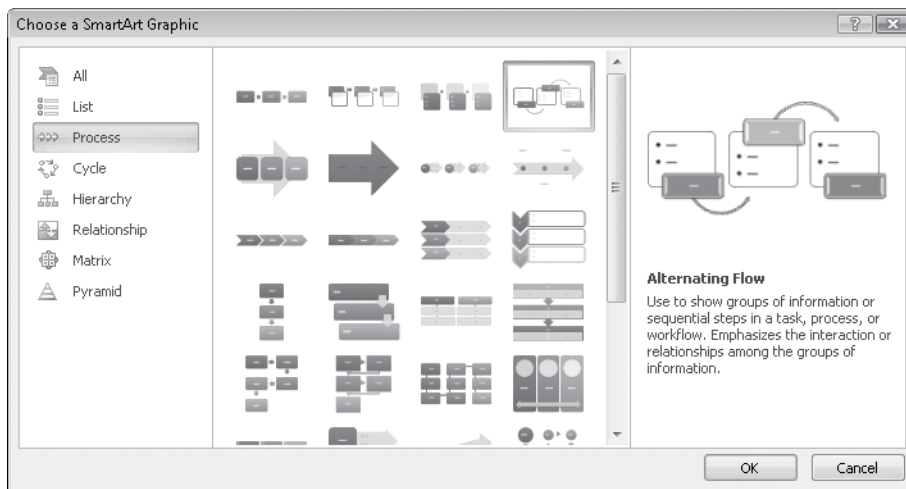 Choose a SmartArt Graphic
All
List
Process
Cycle
Hierarchy
Relationship
Matrix
Pyramid
Alternating Flow
Use to show groups of information or
sequential steps in a task, process, or
workflow. Emphasizes the interaction or
relationships among the groups of
information.
OK
Cancel